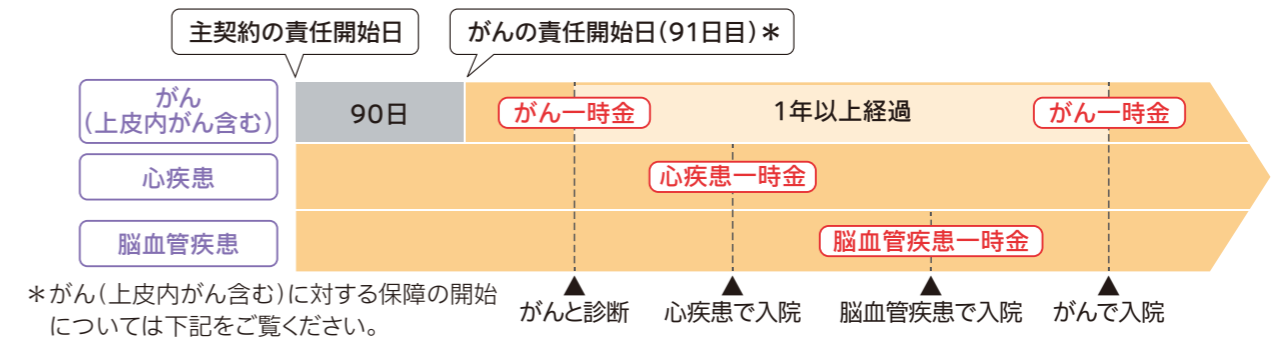 主契約の責任開始日
がんの責任開始日(91日目)＊
がん
(上皮内がん含む)
90日
がん一時金
1年以上経過
がん一時金
心疾患
心疾患一時金
脳血管疾患
脳血管疾患一時金
＊がん(上皮内がん含む)に対する保障の開始
については下記をご覧ください。
▲
がんと診断
▲
心疾患で入院
▲
脳血管疾患で入院
▲
がんで入院